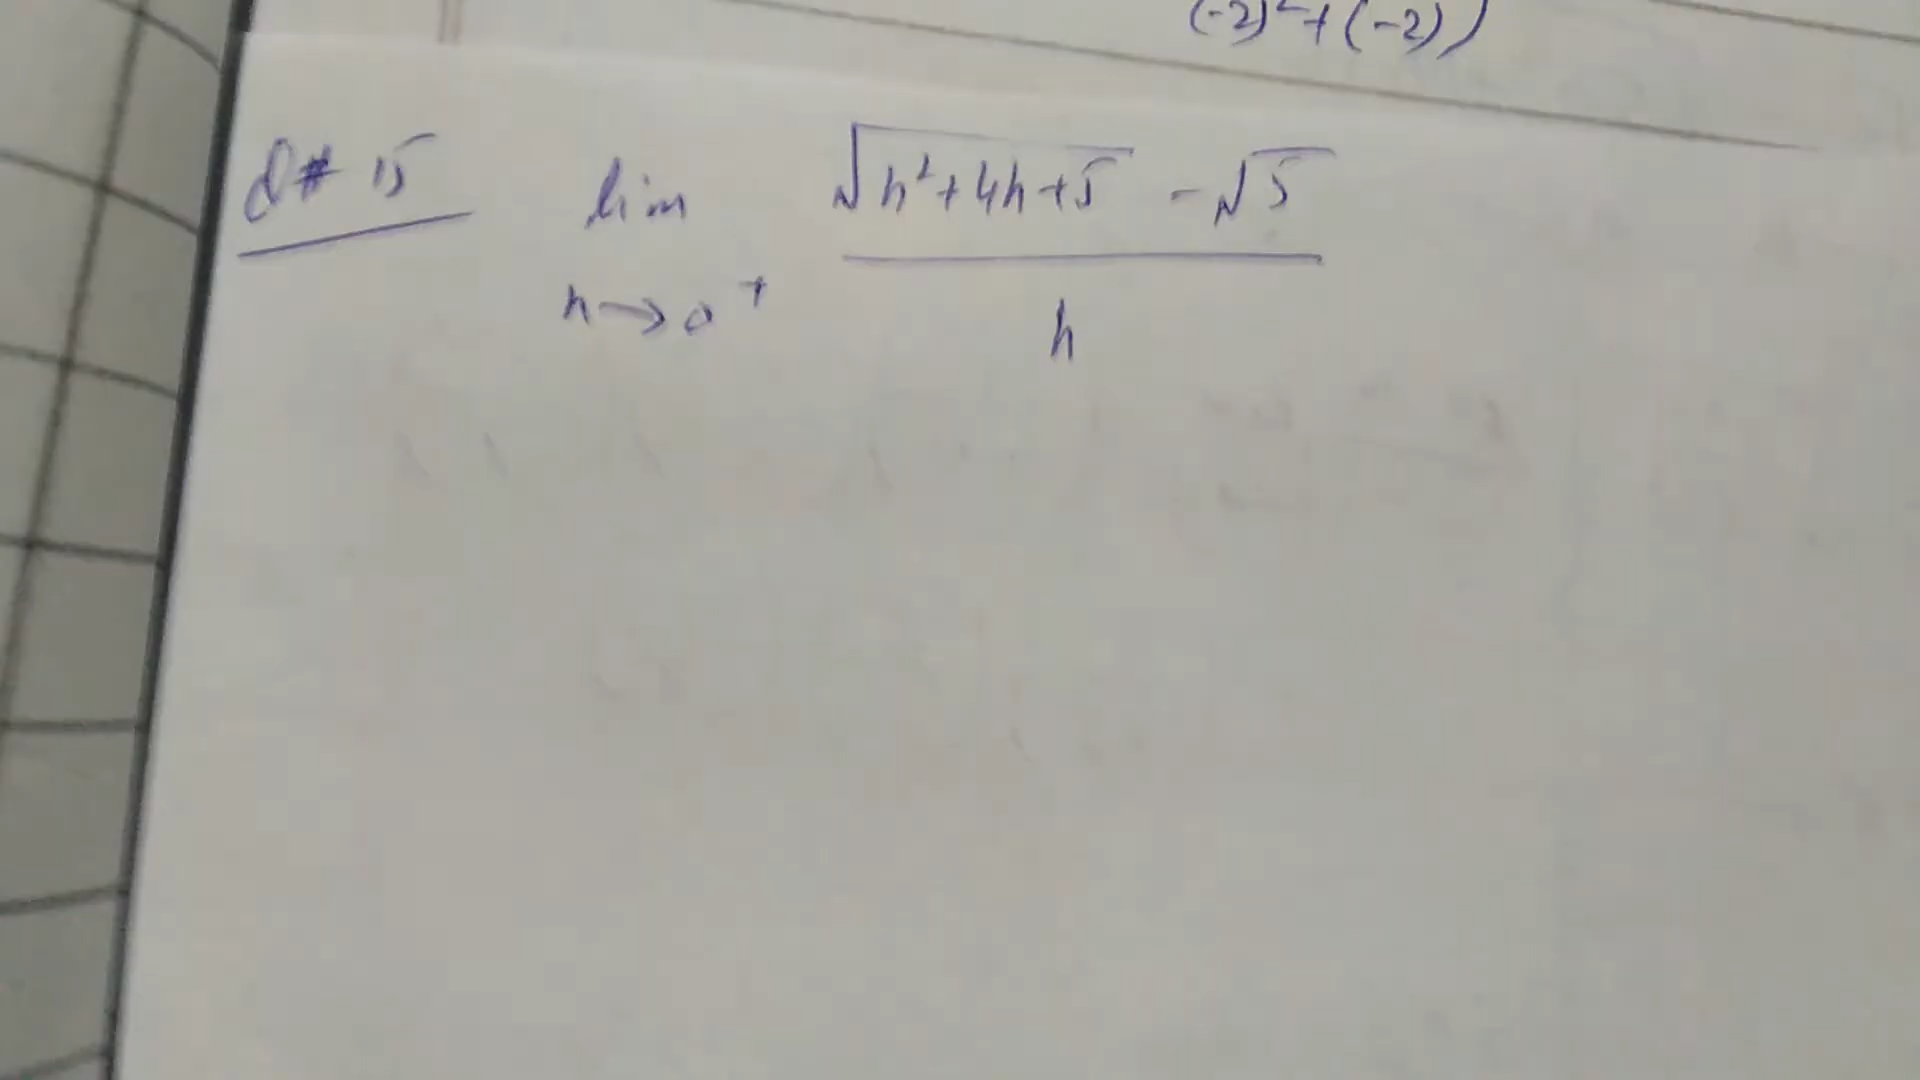 (-2)²+(-2))
Q# 15 lim h→0⁺ √(h²+4h+5) - √5 / h